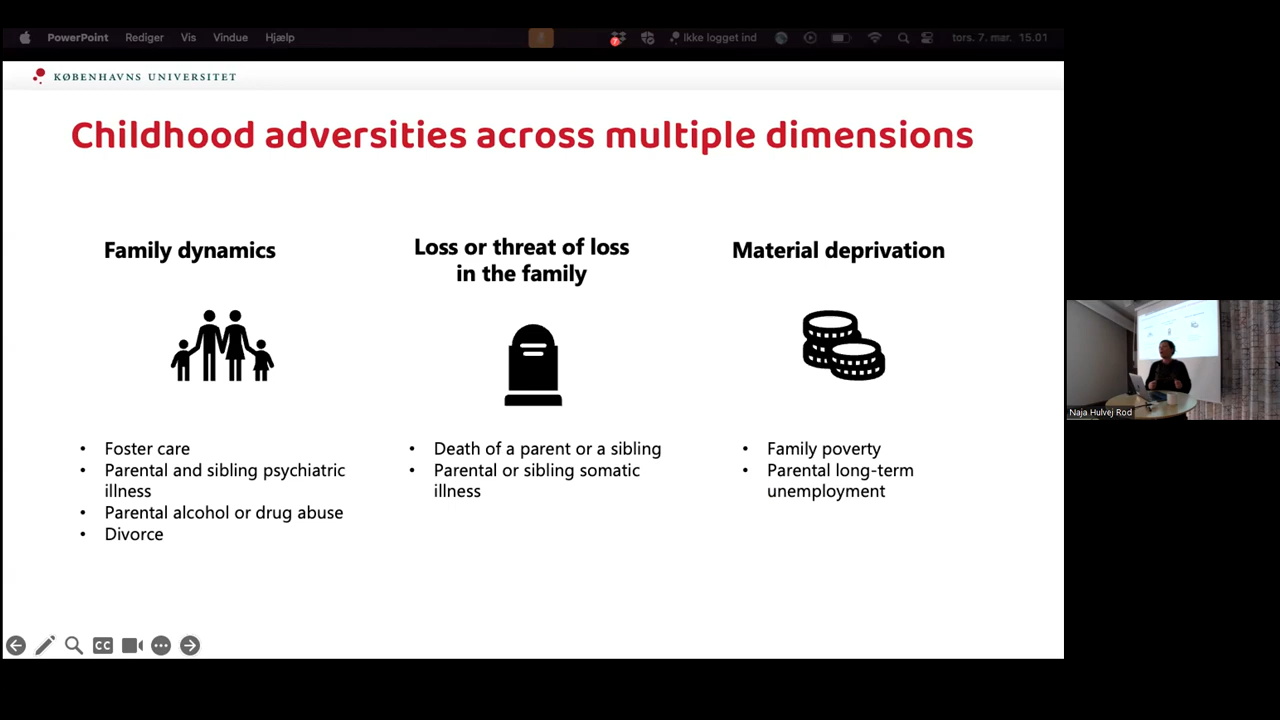 PowerPoint Rediger Vis Vindue Hjælp 7 Ikke logget ind tors. 7. mar. 15.01
KØBENHAVNS UNIVERSITET
Childhood adversities across multiple dimensions
Family dynamics
• Foster care
• Parental and sibling psychiatric
illness
• Parental alcohol or drug abuse
• Divorce
Loss or threat of loss
in the family
• Death of a parent or a sibling
• Parental or sibling somatic
illness
Material deprivation
• Family poverty
• Parental long-term
unemployment
CC
Naja Hulvej Rod